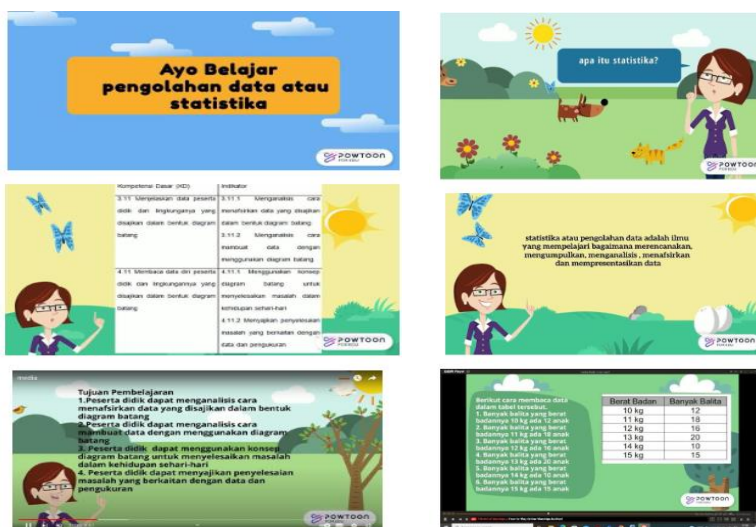 Ayo Belajar
pengolahan data atau
statistika
POWTOON
apa itu statistika?
POWTOON
Kompetensi Dasar (KD)
Indikator
3.11 Menjelaskan data peserta
didik dan lingkungannya yang
disajikan dalam bentuk diagram
batang
3.11.1 Menganalisis cara
menafsirkan data yang disajikan
dalam bentuk diagram batang.
3.11.2 Menganalisis cara
membuat data dengan
menggunakan diagram batang
4.11 Membaca data diri peserta
didik dan lingkungannya yang
disajikan dalam bentuk diagram
batang
4.11.1 Menggunakan konsep
diagram batang untuk
menyelesaikan masalah dalam
kehidupan sehari-hari
4.11.2 Menyajikan penyelesaian
masalah yang berkaitan dengan
data dan pengukuran
POWTOON
statistika atau pengolahan data adalah ilmu
yang mempelajari bagaimana merencanakan,
mengumpulkan, menganalisis , menafsirkan
dan mempresentasikan data
POWTOON
Tujuan Pembelajaran
1.Peserta didik dapat menganalisis cara
menafsirkan data yang disajikan dalam bentuk
diagram batang
2.Peserta didik dapat menganalisis cara
membuat data dengan menggunakan diagram
batang
3. Peserta didik dapat menggunakan konsep
diagram batang untuk menyelesaikan masalah
dalam kehidupan sehari-hari
4. Peserta didik dapat menyajikan penyelesaian
masalah yang berkaitan dengan data dan
pengukuran
POWTOON
Berikut cara membaca data
dalam tabel tersebut.
1. Banyak balita yang berat
badannya 10 kg ada 12 anak
2. Banyak balita yang berat
badannya 11 kg ada 18 anak
3. Banyak balita yang berat
badannya 12 kg ada 16 anak
4. Banyak balita yang berat
badannya 13 kg ada 20 anak
5. Banyak balita yang berat
badannya 14 kg ada 10 anak
6. Banyak balita yang berat
badannya 15 kg ada 15 anak
Berat Badan Banyak Balita
10 kg 12
11 kg 18
12 kg 16
13 kg 20
14 kg 10
15 kg 15
POWTOON